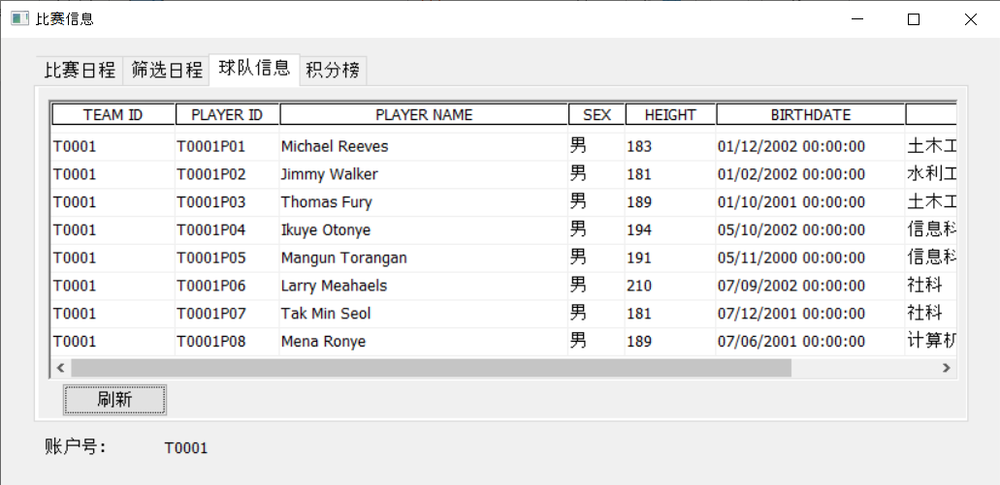 比赛信息
比赛日程 筛选日程 球队信息 积分榜
TEAM ID PLAYER ID PLAYER NAME SEX HEIGHT BIRTHDATE
T0001 T0001P01 Michael Reeves 男 183 01/12/2002 00:00:00 土木工
T0001 T0001P02 Jimmy Walker 男 181 01/02/2002 00:00:00 水利工
T0001 T0001P03 Thomas Fury 男 189 01/10/2001 00:00:00 土木工
T0001 T0001P04 Ikuye Otonye 男 194 05/10/2002 00:00:00 信息科
T0001 T0001P05 Mangun Torangan 男 191 05/11/2000 00:00:00 信息科
T0001 T0001P06 Larry Meahaels 男 210 07/09/2002 00:00:00 社科
T0001 T0001P07 Tak Min Seol 男 181 07/12/2001 00:00:00 社科
T0001 T0001P08 Mena Ronye 男 189 07/06/2001 00:00:00 计算机
刷新
账户号: T0001